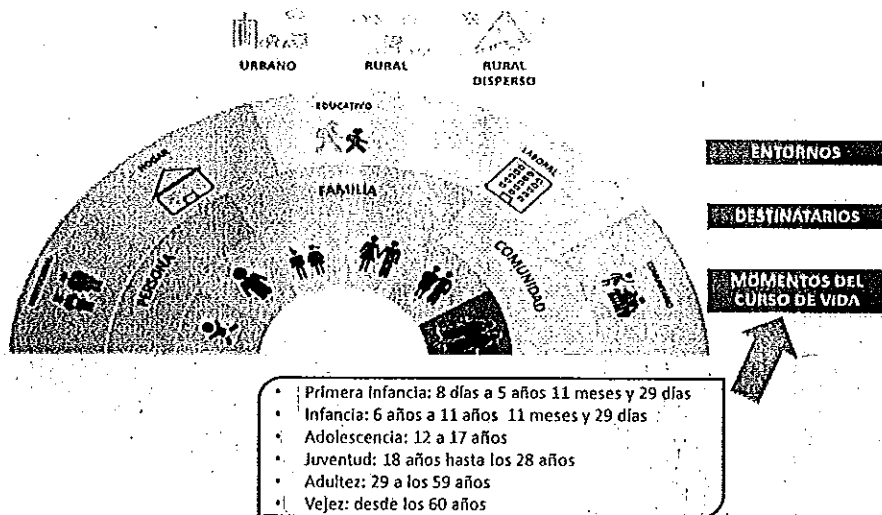 URBANO
RURAL
RURAL
DISPERSO
EDUCATIVO
HOGAR
LABORAL
FAMILIA
PERSONA
COMUNIDAD
ENTORNOS
DESTINATARIOS
MOMENTOS DEL
CURSO DE VIDA
• Primera infancia: 8 días a 5 años 11 meses y 29 días
• Infancia: 6 años a 11 años 11 meses y 29 días
• Adolescencia: 12 a 17 años
• Juventud: 18 años hasta los 28 años
• Adultez: 29 a los 59 años
• Vejez: desde los 60 años